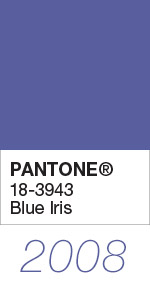 PANTONE®
18-3943
Blue Iris
2008